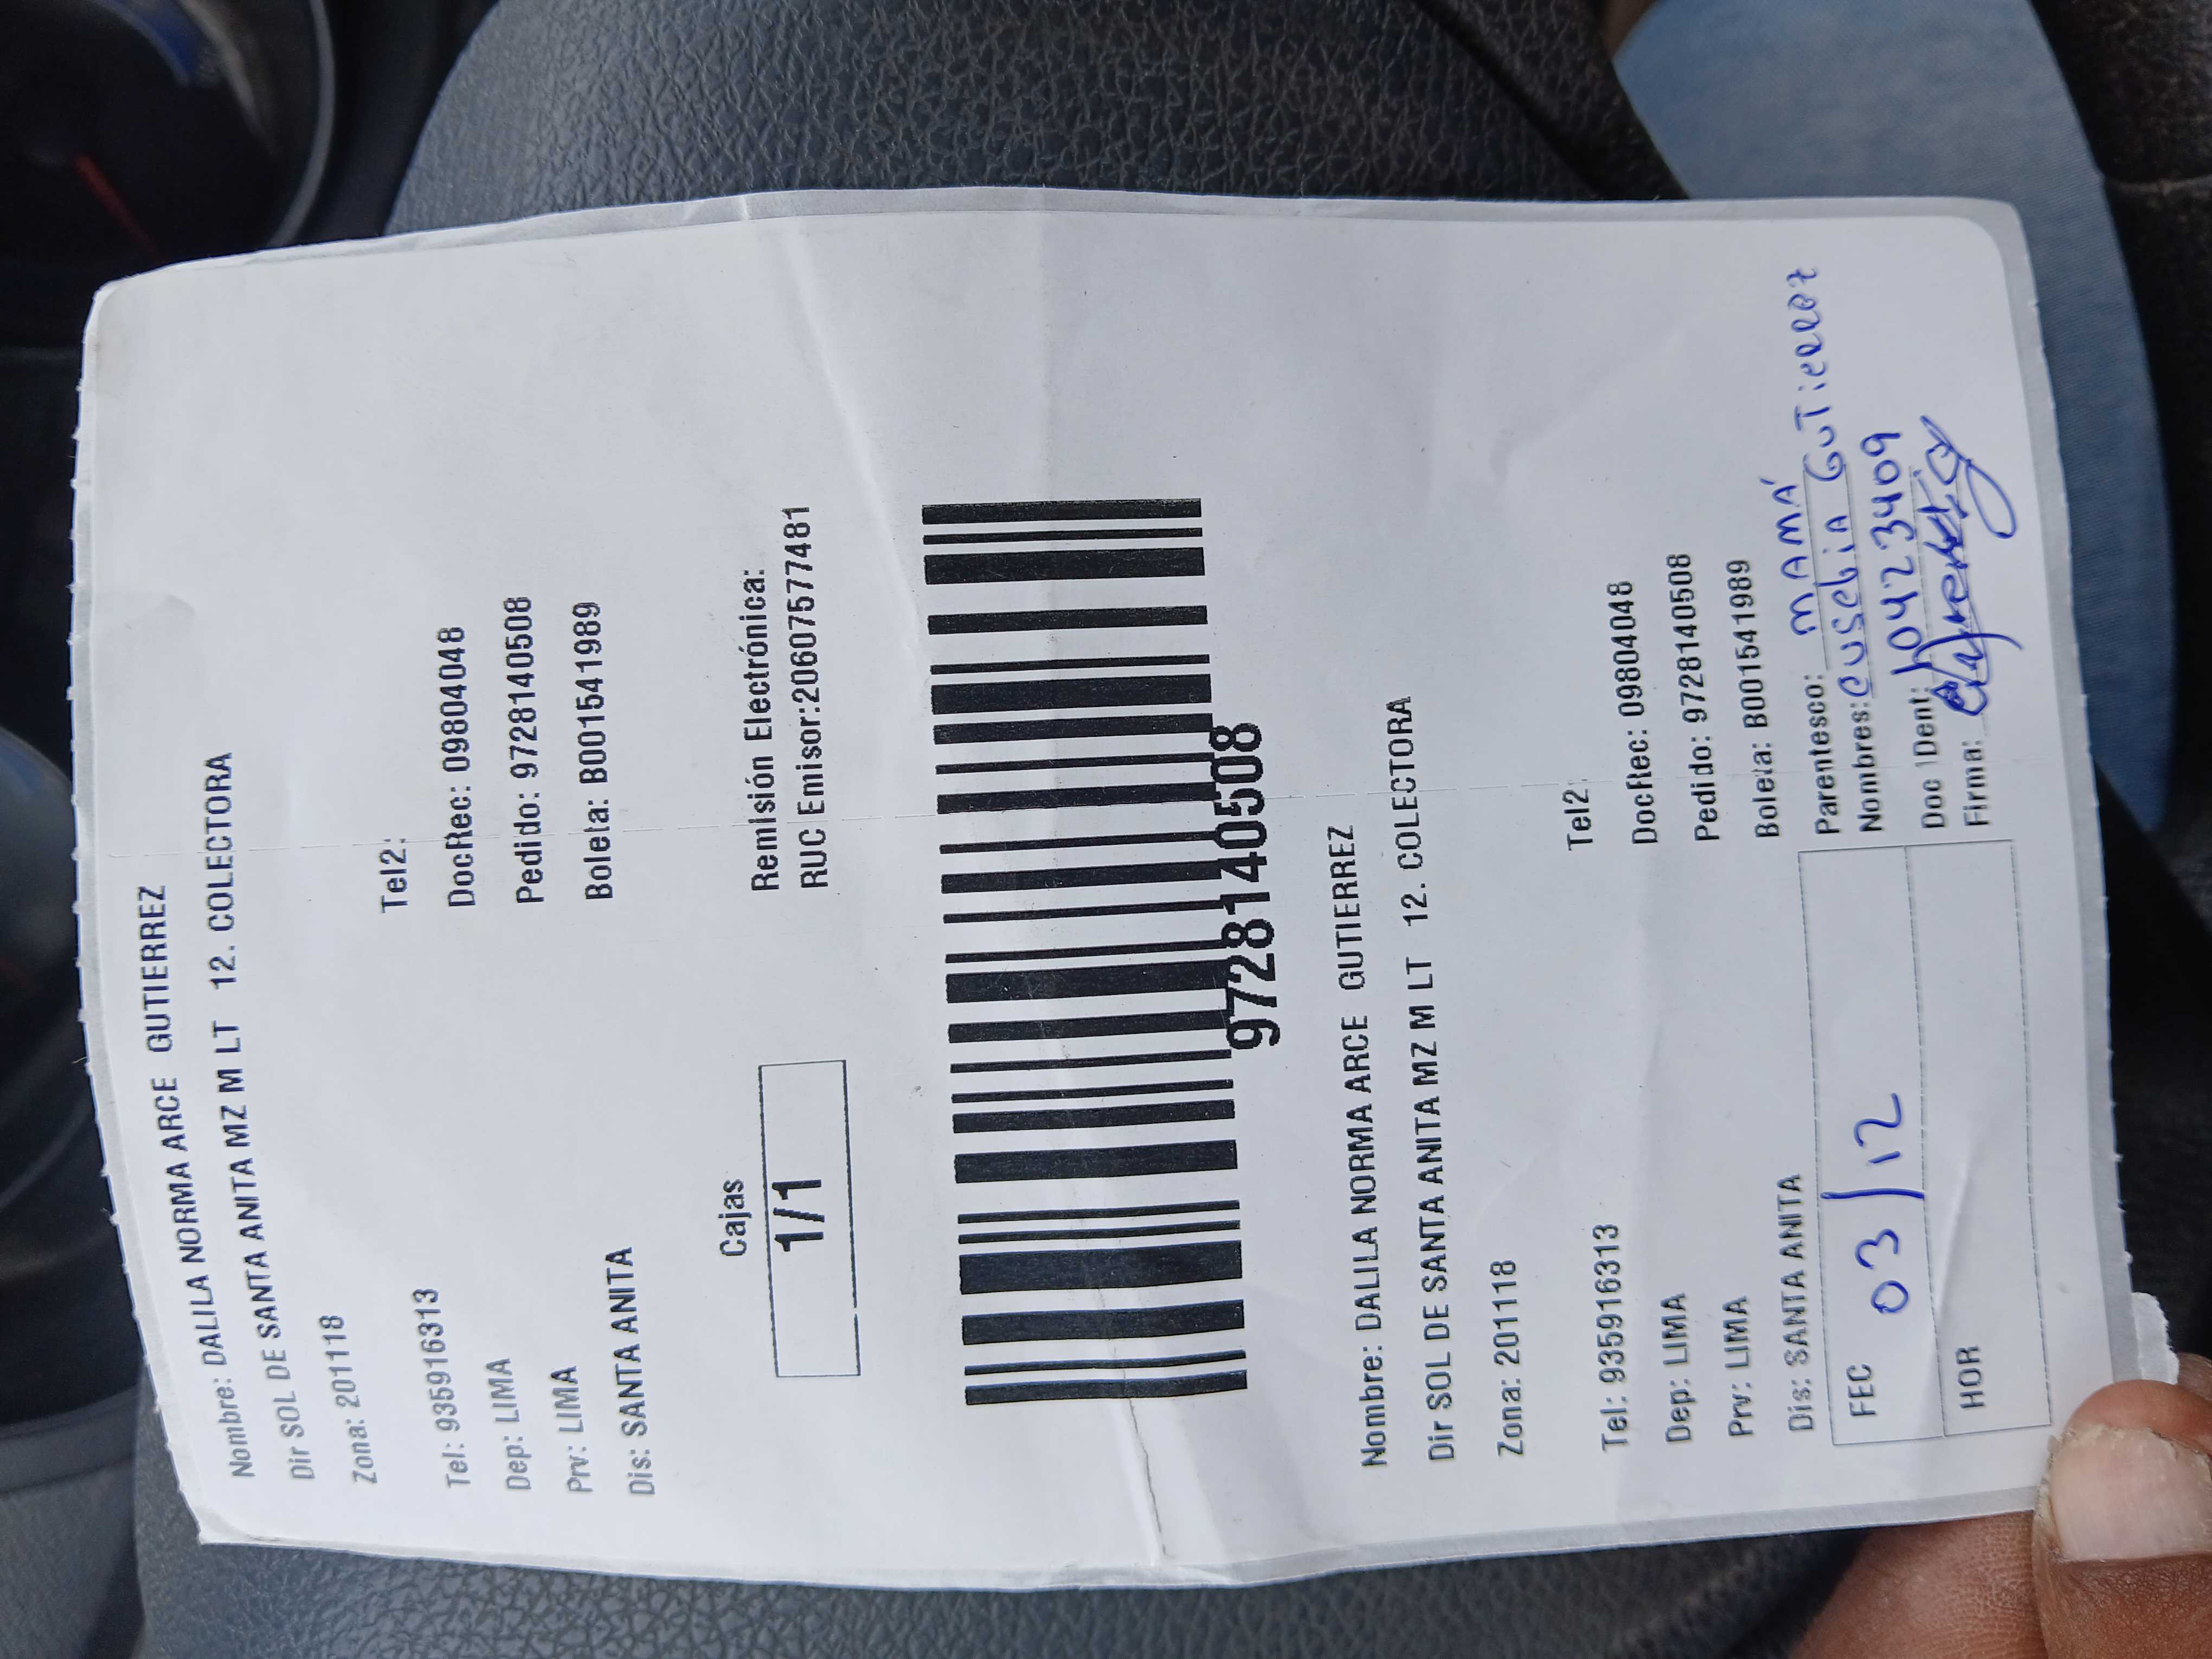 Nombre: DALILA NORMA ARCE GUTIERREZ
Dir SOL DE SANTA ANITA MZ M LT 12. COLECTORA
Zona: 201118
Tel: 935916313 Tel2:
Dep: LIMA DocRec: 09804048
Prv: LIMA Pedido: 972814050​8
Dis: SANTA ANITA Boleta: B001541989
Cajas
1/1
Remisión Electrónica:
RUC Emisor:20607577481
9728140508
Nombre: DALILA NORMA ARCE GUTIERREZ
Dir SOL DE SANTA ANITA MZ M LT 12. COLECTORA
Zona: 201118
Tel: 935916313 Tel2:
Dep: LIMA DocRec: 09804048
Prv: LIMA Pedido: 9728140508
Dis: SANTA ANITA Boleta: B001541989
FEC 03/12
HOR
Parentesco: MAMÁ
Nombres: EUSEBIA GUTIERREZ
Doc IDent: 10423409
Firma: